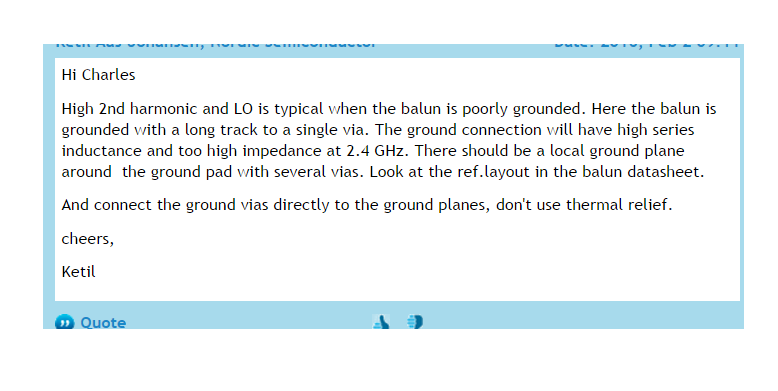 Hi Charles
High 2nd harmonic and LO is typical when the balun is poorly grounded. Here the balun is
grounded with a long track to a single via. The ground connection will have high series
inductance and too high impedance at 2.4 GHz. There should be a local ground plane
around  the ground pad with several vias. Look at the ref.layout in the balun datasheet.
And connect the ground vias directly to the ground planes, don't use thermal relief.
cheers,
Ketil
Quote